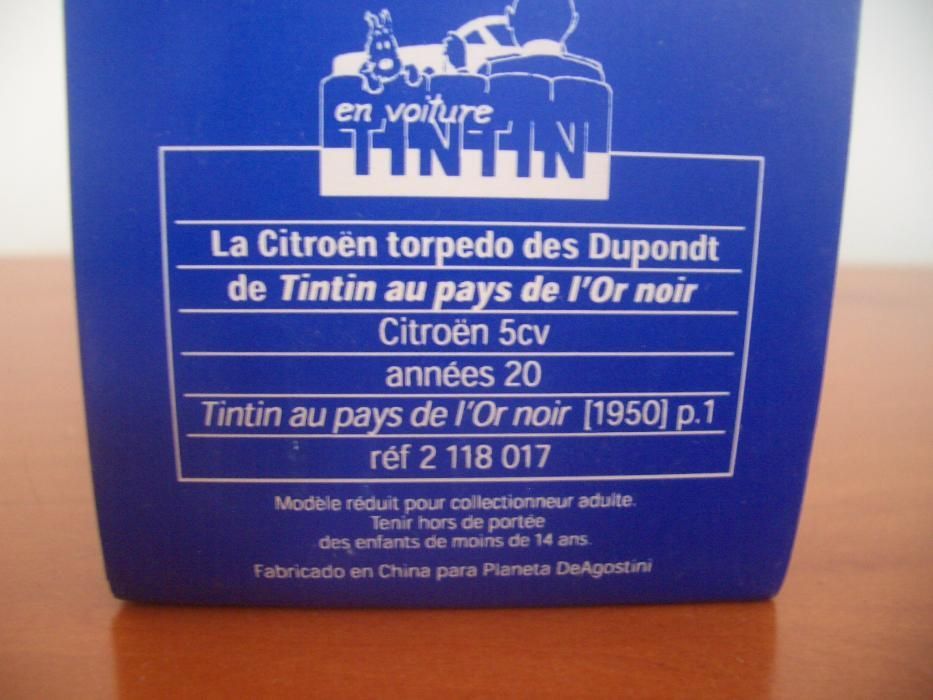 en voiture
TINTIN
La Citroën torpedo des Dupondt
de Tintin au pays de l'Or noir
Citroën 5cv
années 20
Tintin au pays de l'Or noir [1950] p.1
réf 2 118 017
Modèle réduit pour collectionneur adulte.
Tenir hors de portée
des enfants de moins de 14 ans.
Fabricado en China para Planeta DeAgostini